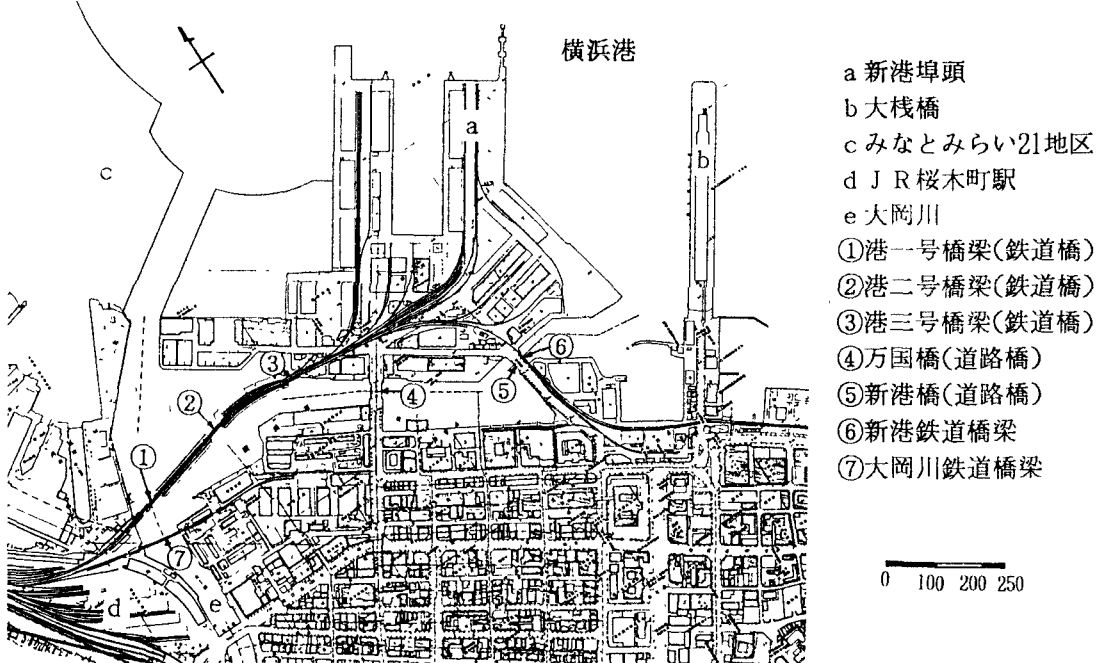 横浜港
a
b
c
③
⑥
⑤
②
④
①
⑦
d
e
a 新港埠頭
b 大桟橋
c みなとみらい21地区
d JR桜木町駅
e 大岡川
①港一号橋梁(鉄道橋)
②港二号橋梁(鉄道橋)
③港三号橋梁(鉄道橋)
④万国橋(道路橋)
⑤新港橋(道路橋)
⑥新港鉄道橋梁
⑦大岡川鉄道橋梁
0 100 200 250